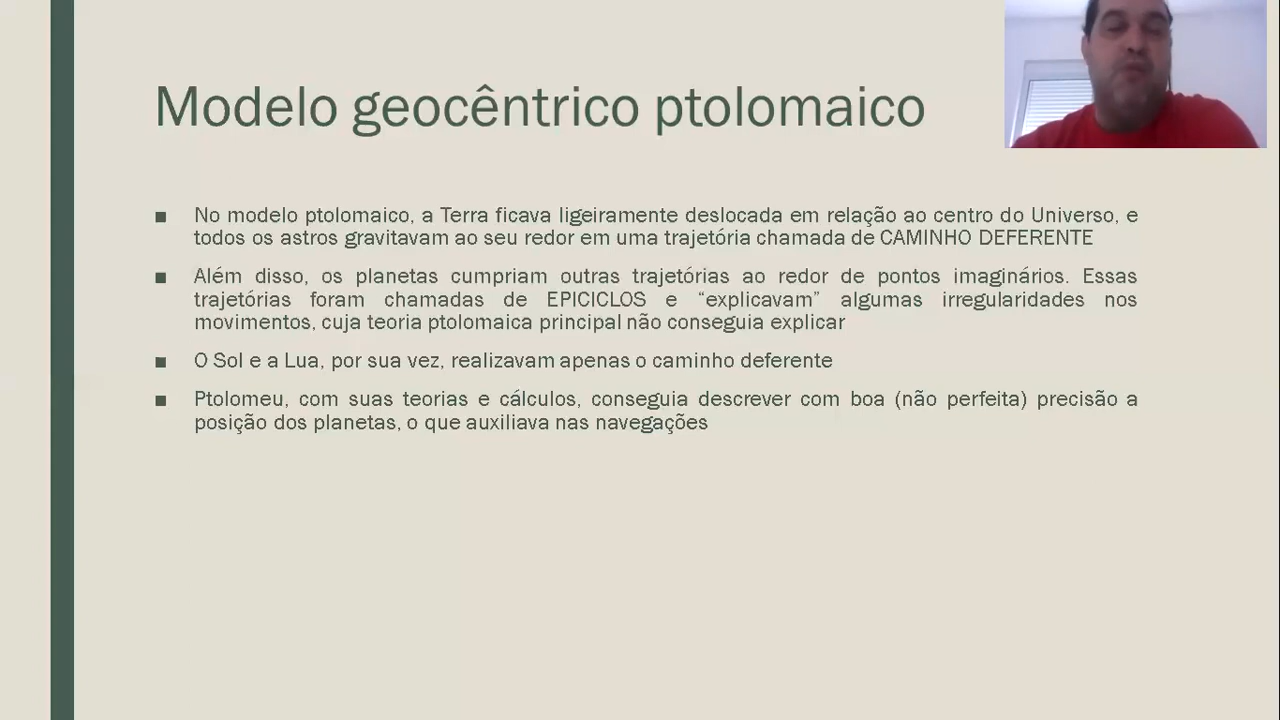 Modelo geocêntrico ptolomaico
■ No modelo ptolomaico, a Terra ficava ligeiramente deslocada em relação ao centro do Universo, e
todos os astros gravitavam ao seu redor em uma trajetória chamada de CAMINHO DEFERENTE
■ Além disso, os planetas cumpriam outras trajetórias ao redor de pontos imaginários. Essas
trajetórias foram chamadas de EPICICLOS e “explicavam” algumas irregularidades nos
movimentos, cuja teoria ptolomaica principal não conseguia explicar
■ O Sol e a Lua, por sua vez, realizavam apenas o caminho deferente
■ Ptolomeu, com suas teorias e cálculos, conseguia descrever com boa (não perfeita) precisão a
posição dos planetas, o que auxiliava nas navegações